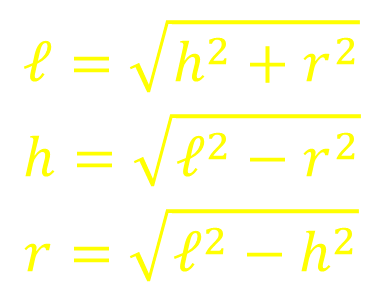 ℓ = √(h² + r²)
h = √(ℓ² − r²)
r = √(ℓ² − h²)